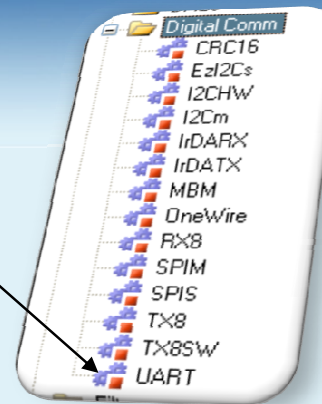 Digital Comm
CRC16
EzI2Cs
I2CHW
I2Cm
IrDARX
IrDATX
MBM
OneWire
RX8
SPIM
SPIS
TX8
TX8SW
UART